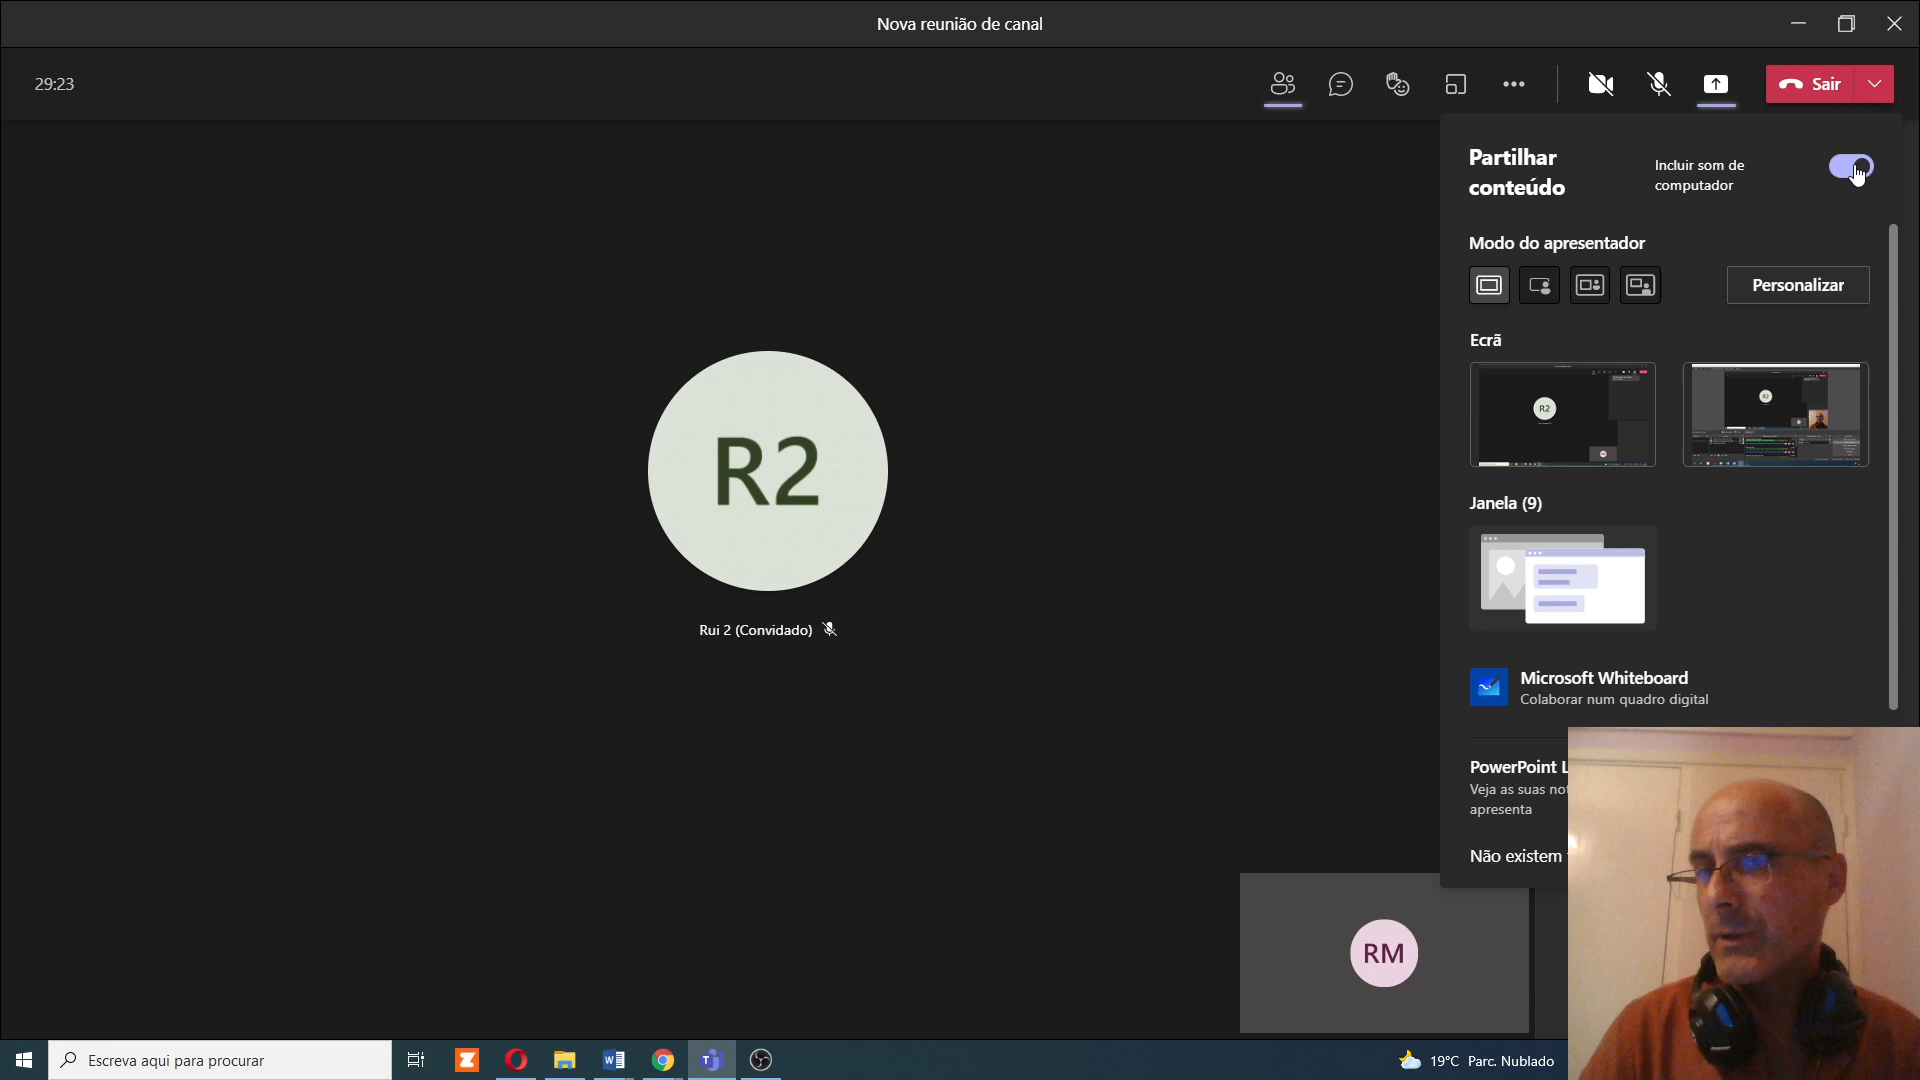 Nova reunião de canal
29:23
Sair
Partilhar
conteúdo
Incluir som de
computador
Modo do apresentador
Personalizar
Ecrã
R2
R2
Janela (9)
R2
Rui 2 (Convidado)
Microsoft Whiteboard
Colaborar num quadro digital
PowerPoint L
Veja as suas not
apresenta
Não existem
RM
Escreva aqui para procurar
19°C Parc. Nublado